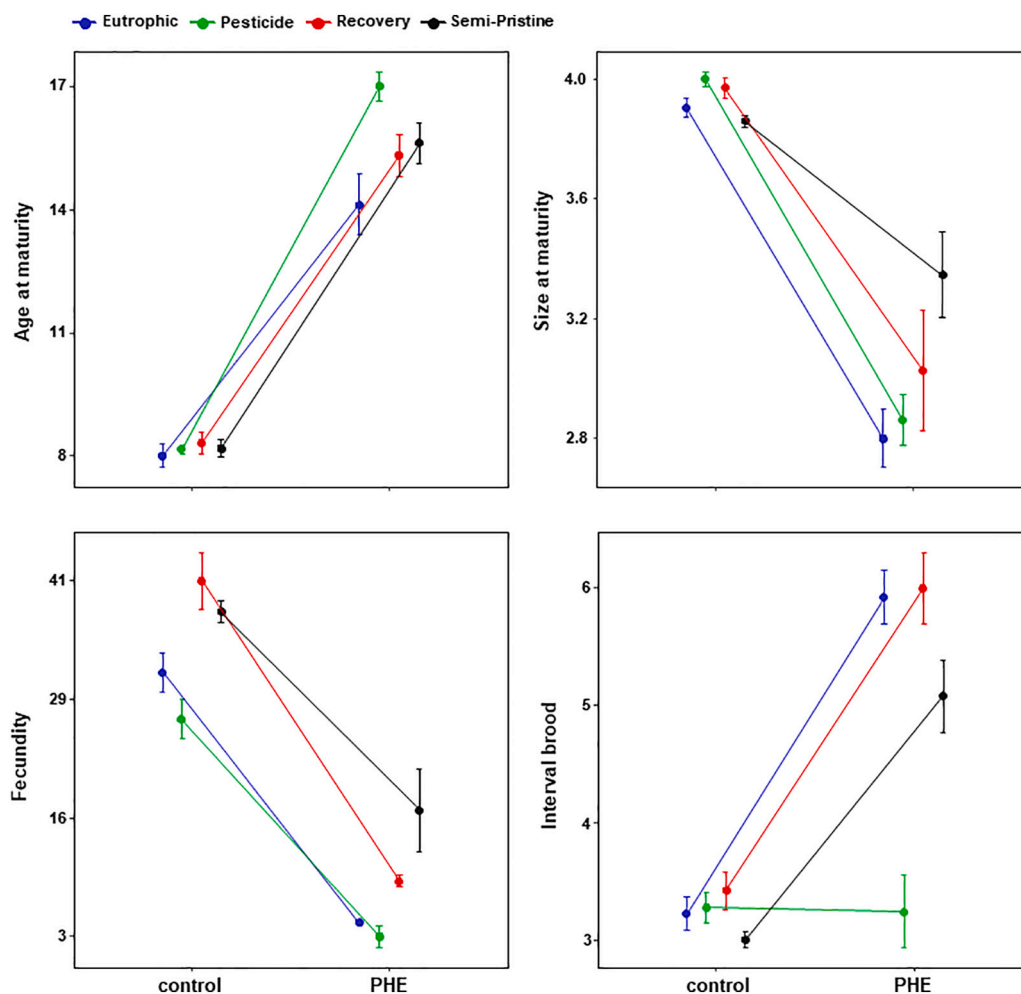 Eutrophic Pesticide Recovery Semi-Pristine
Age at maturity
17
14
11
8
Size at maturity
4.0
3.6
3.2
2.8
Fecundity
41
29
16
3
control PHE
Interval brood
6
5
4
3
control PHE